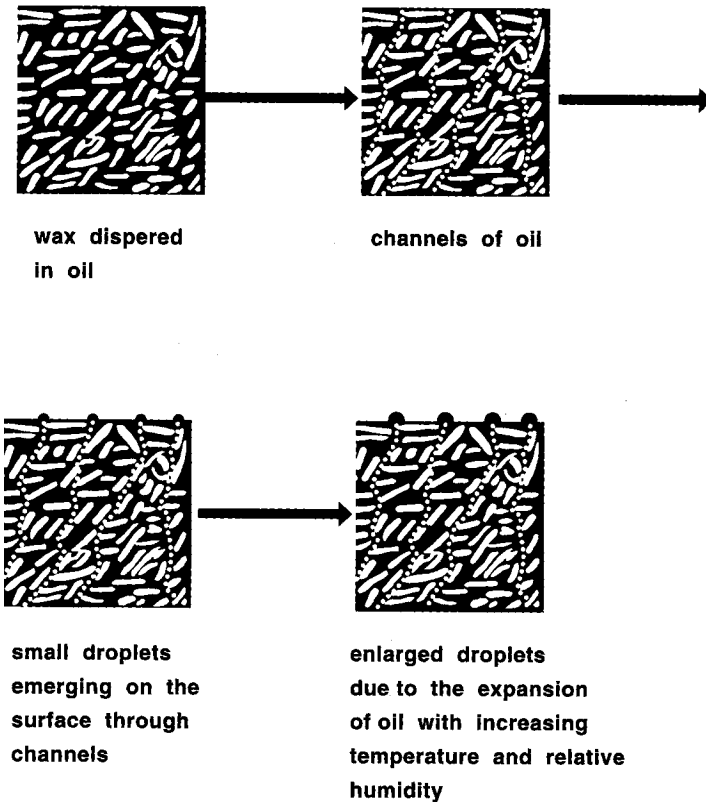 wax dispered
in oil
channels of oil
small droplets
emerging on the
surface through
channels
enlarged droplets
due to the expansion
of oil with increasing
temperature and relative
humidity